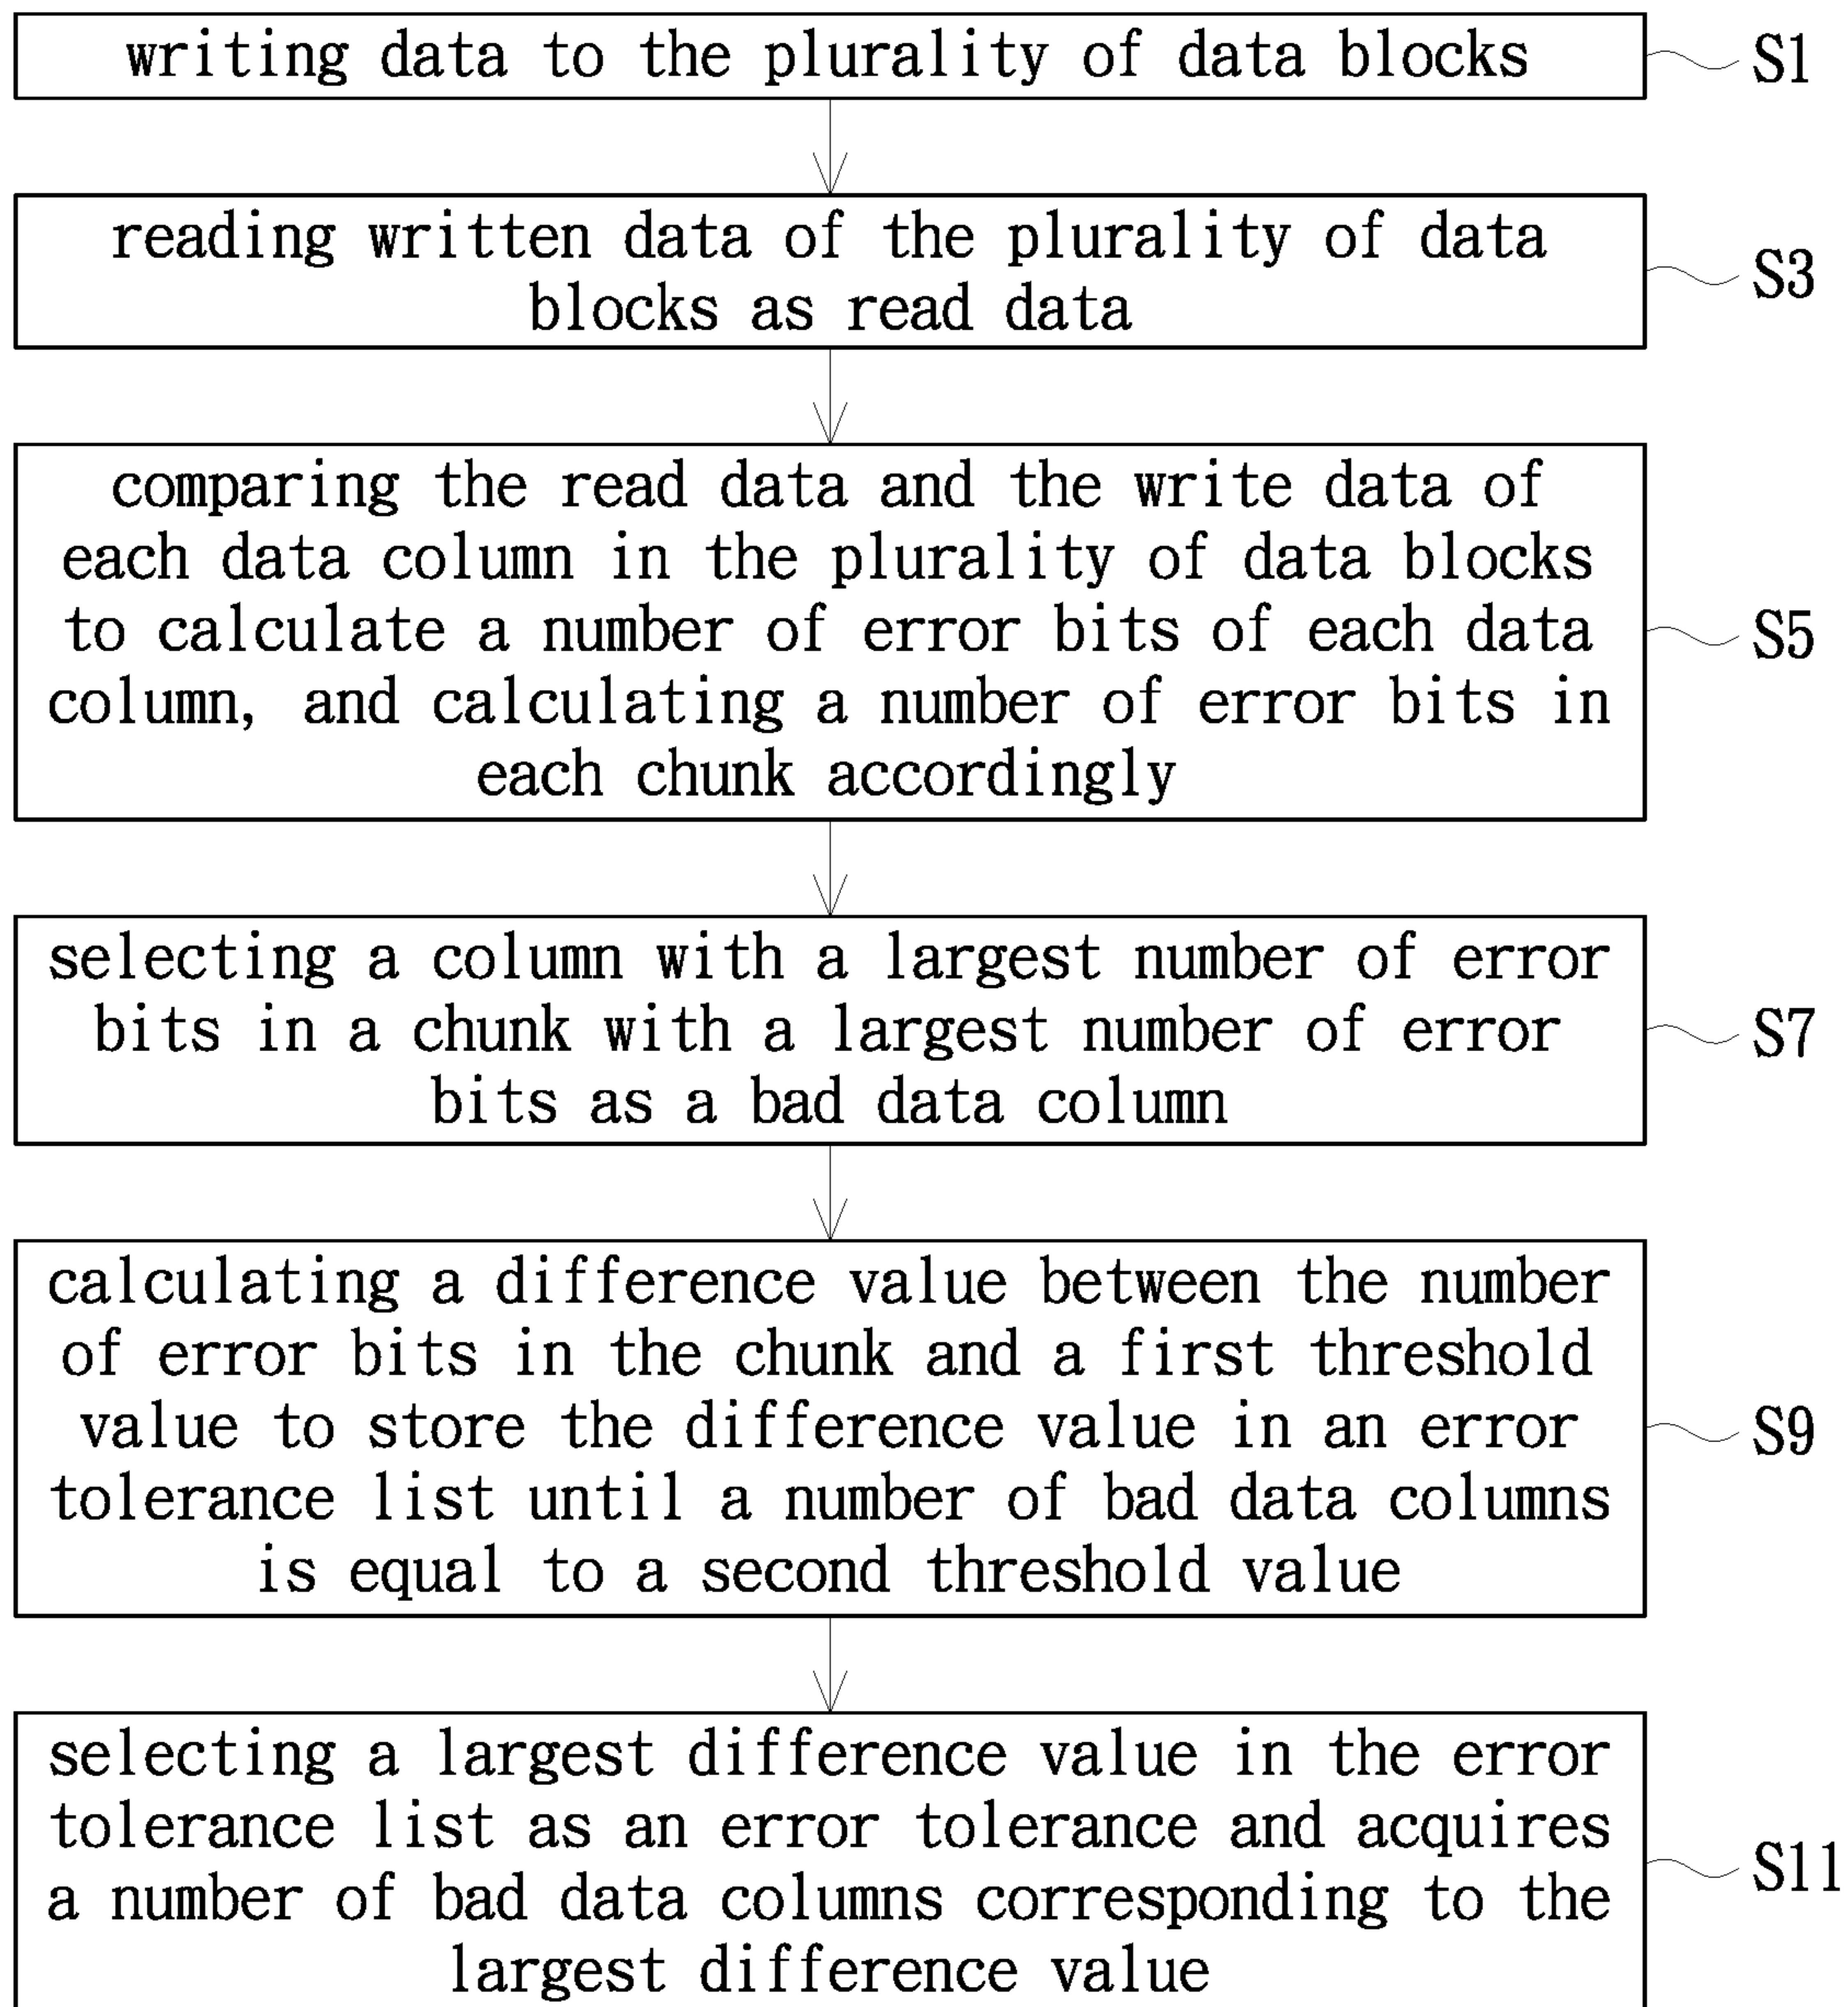 writing data to the plurality of data blocks
S1
reading written data of the plurality of data
blocks as read data
S3
comparing the read data and the write data of
each data column in the plurality of data blocks
to calculate a number of error bits of each data
column, and calculating a number of error bits in
each chunk accordingly
S5
selecting a column with a largest number of error
bits in a chunk with a largest number of error
bits as a bad data column
S7
calculating a difference value between the number
of error bits in the chunk and a first threshold
value to store the difference value in an error
tolerance list until a number of bad data columns
is equal to a second threshold value
S9
selecting a largest difference value in the error
tolerance list as an error tolerance and acquires
a number of bad data columns corresponding to the
largest difference value
S11